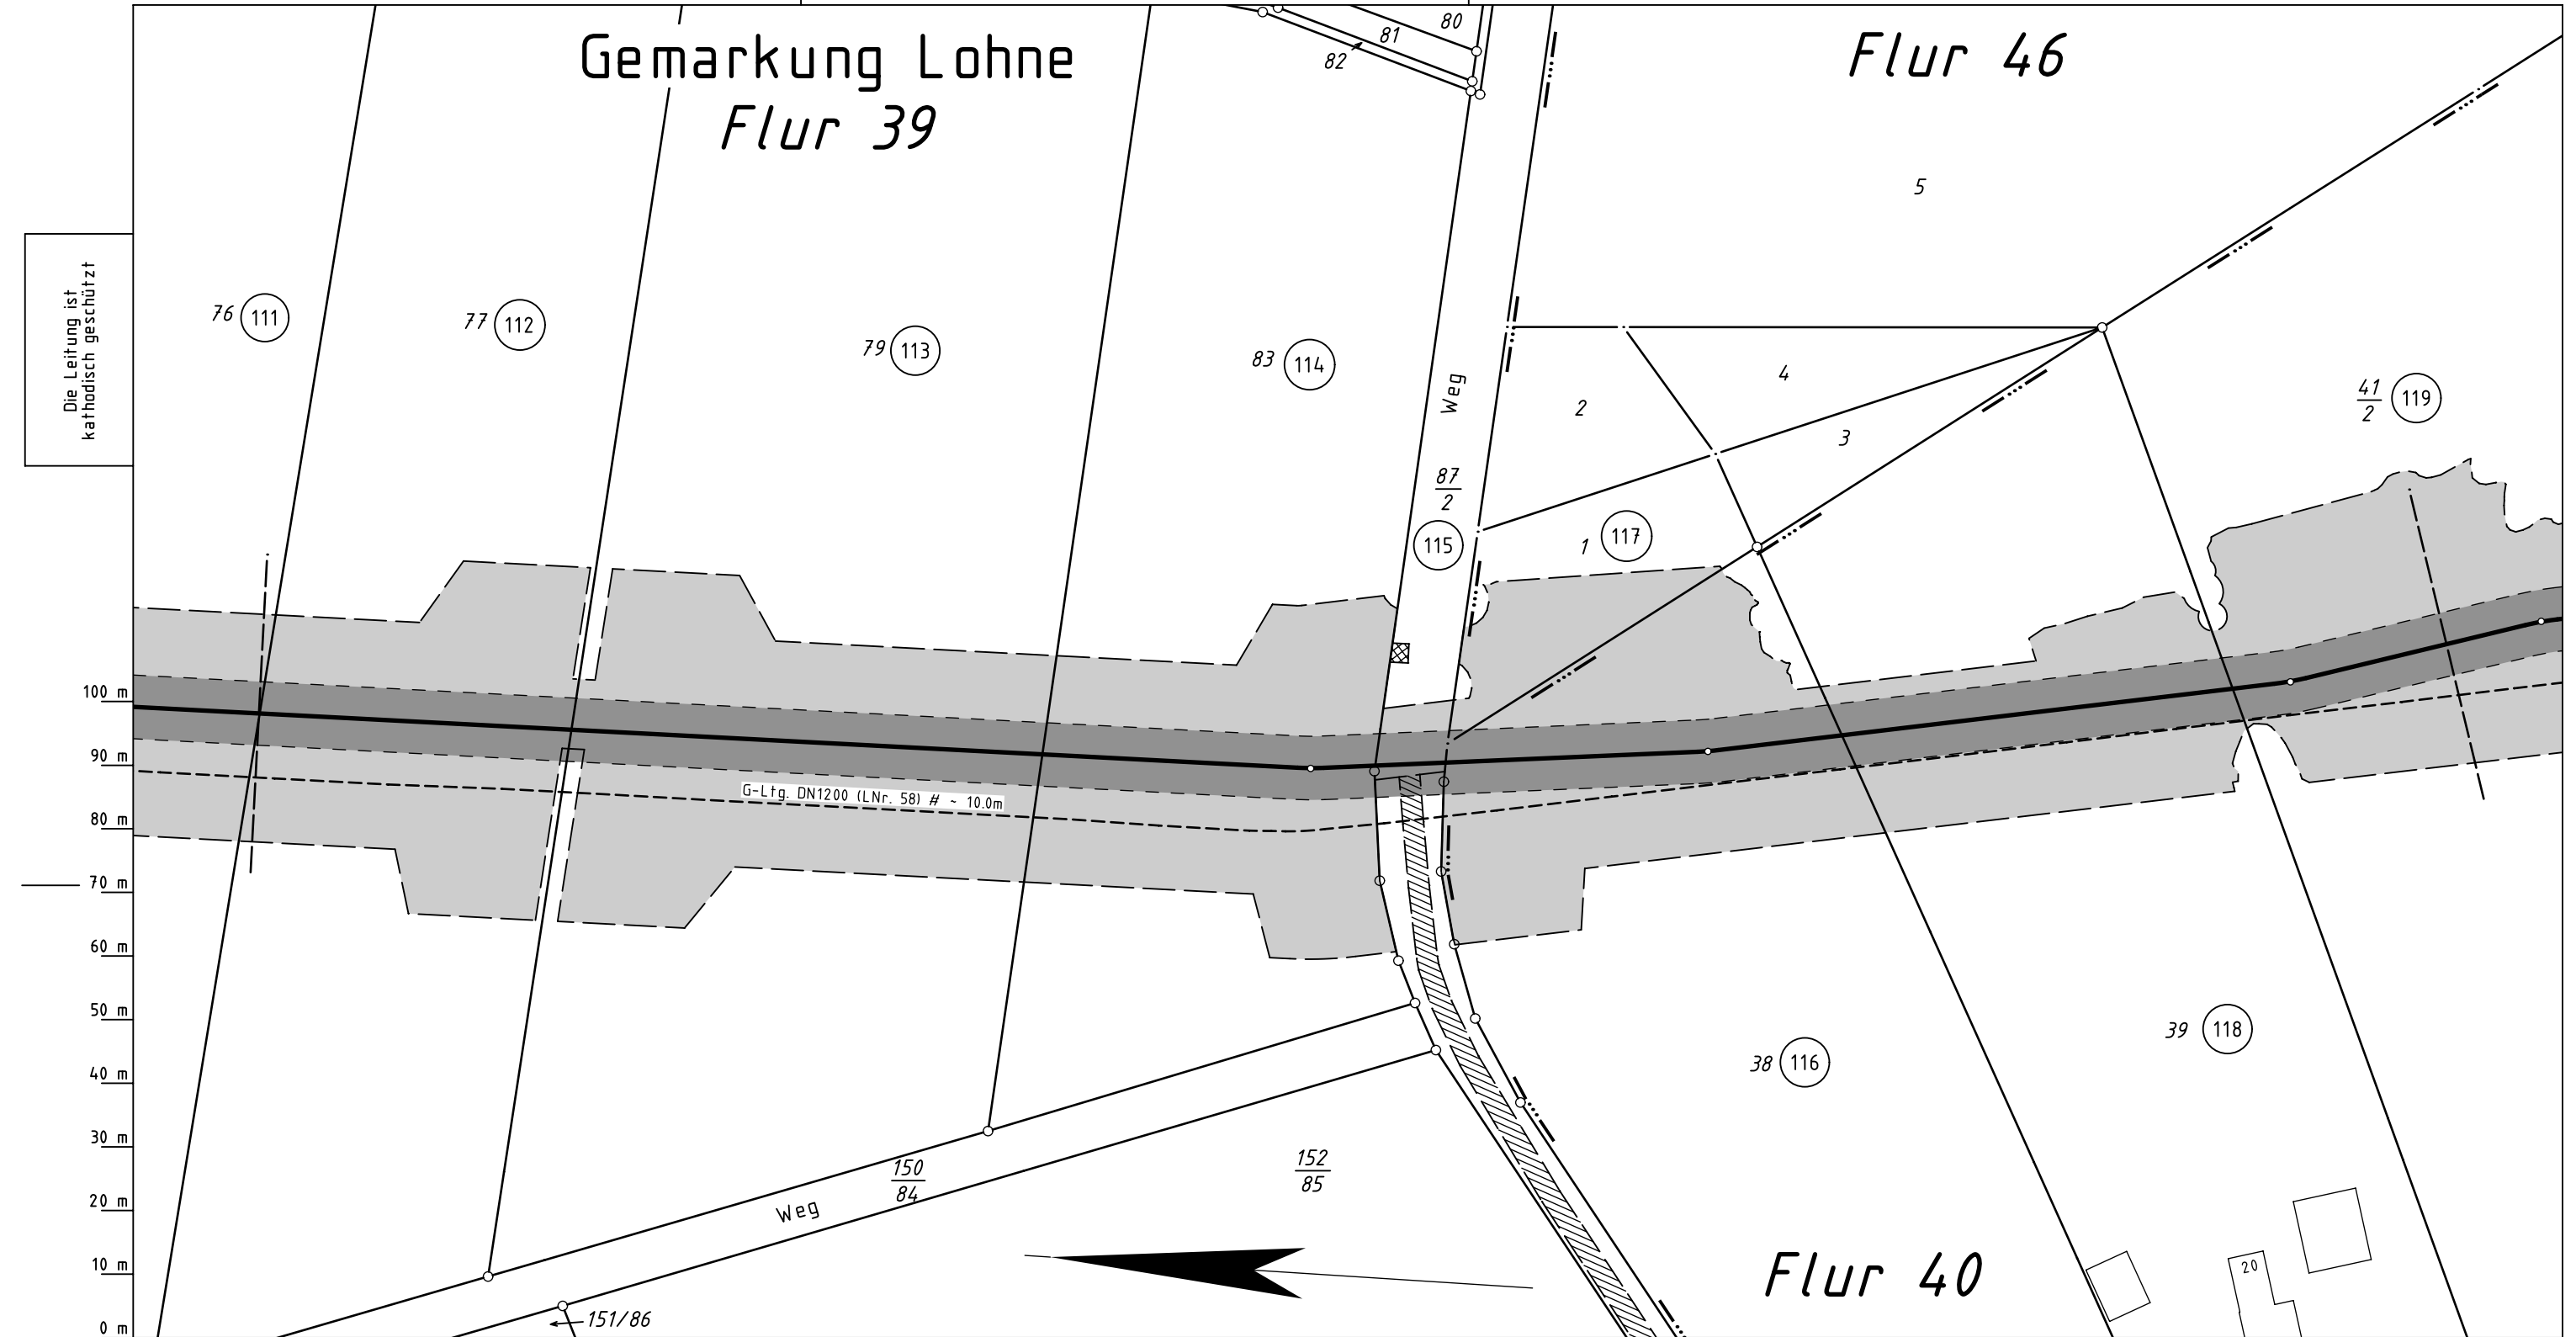 80
81
82
Gemarkung Lohne
Flur 39
Flur 46
5
Die Leitung ist
kathodisch geschützt
76 111
77 112
79 113
83 114
Weg
87
2
115
2
4
3
1 117
41
2
119
100 m
90 m
80 m
70 m
60 m
50 m
40 m
30 m
20 m
10 m
0 m
G-Ltg. DN1200 (LNr. 58) # ~ 10.0m
38 116
39 118
150
84
Weg
152
85
151/86
Flur 40
20